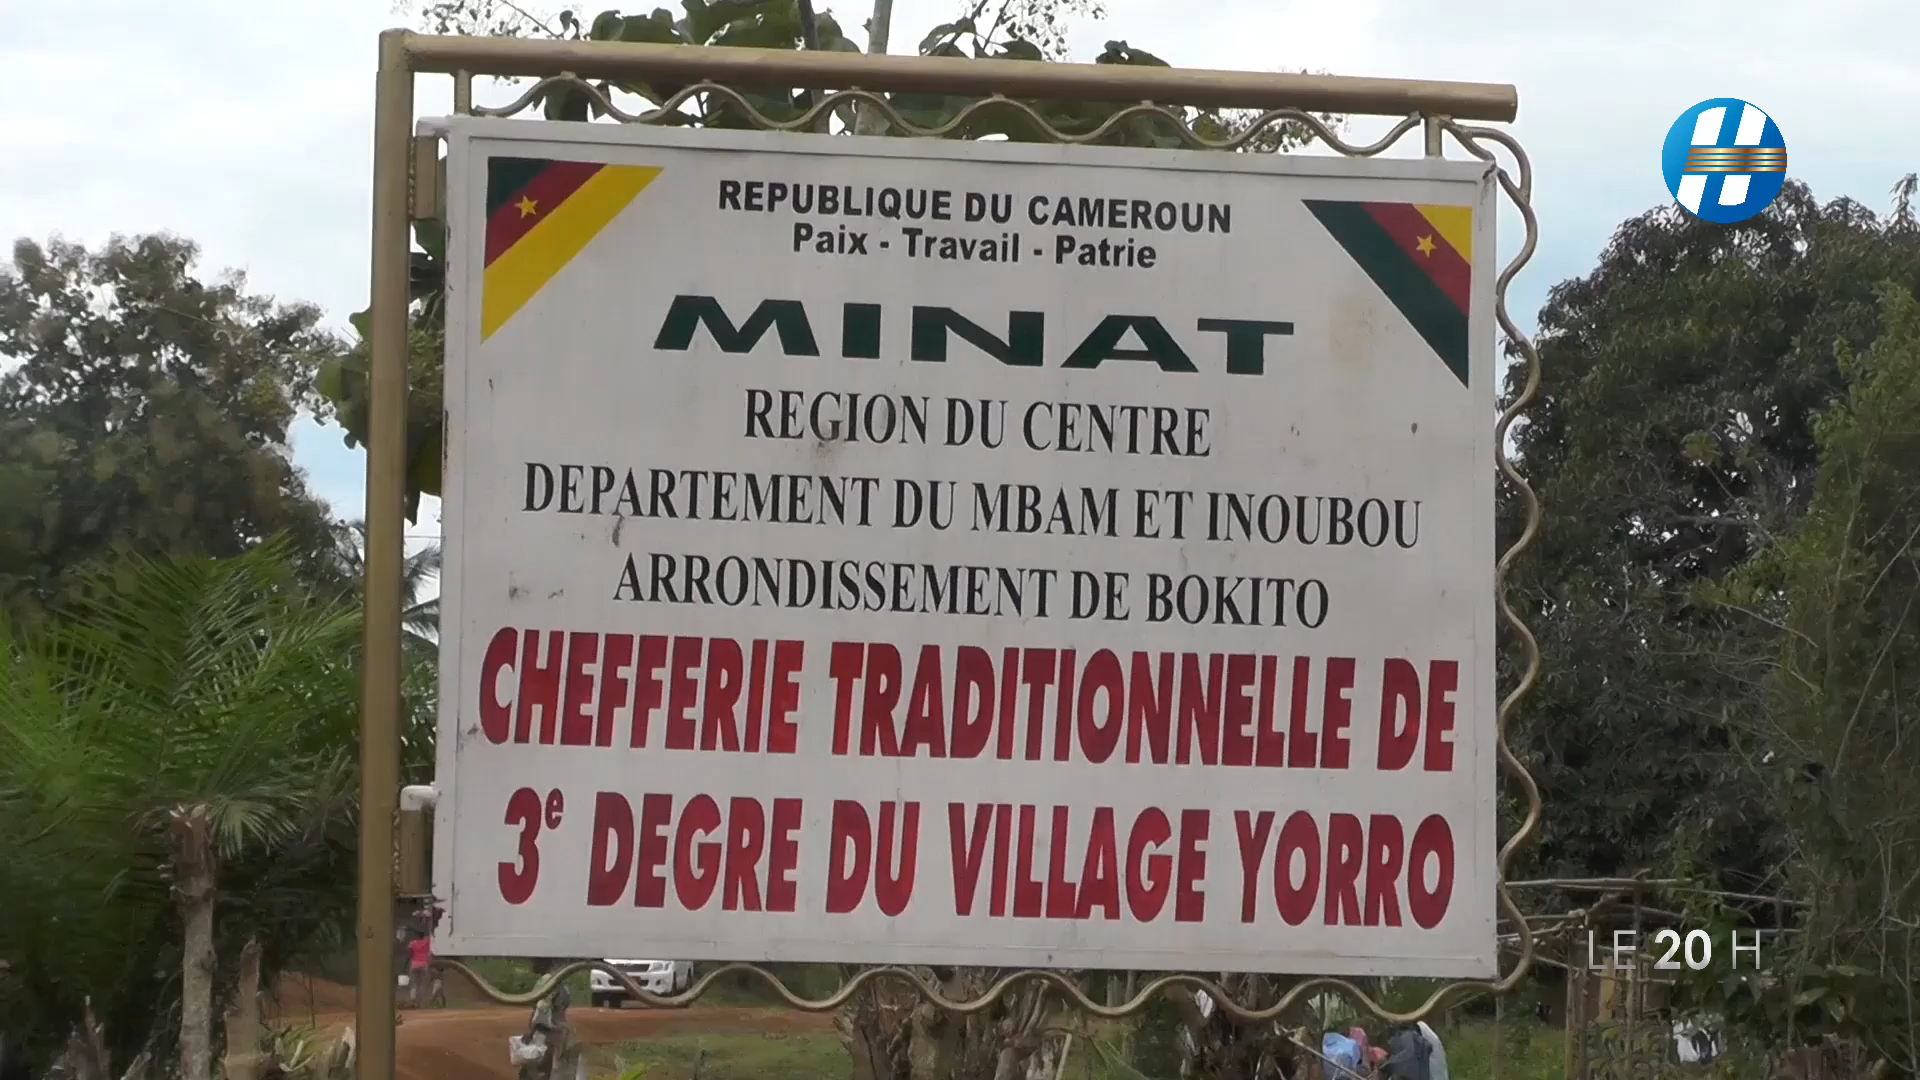 REPUBLIQUE DU CAMEROUN
Paix - Travail - Patrie
MINAT
REGION DU CENTRE
DEPARTEMENT DU MBAM ET INOUBOU
ARRONDISSEMENT DE BOKITO
CHEFFERIE TRADITIONNELLE DE
3e DEGRE DU VILLAGE YORRO
H
LE 20 H